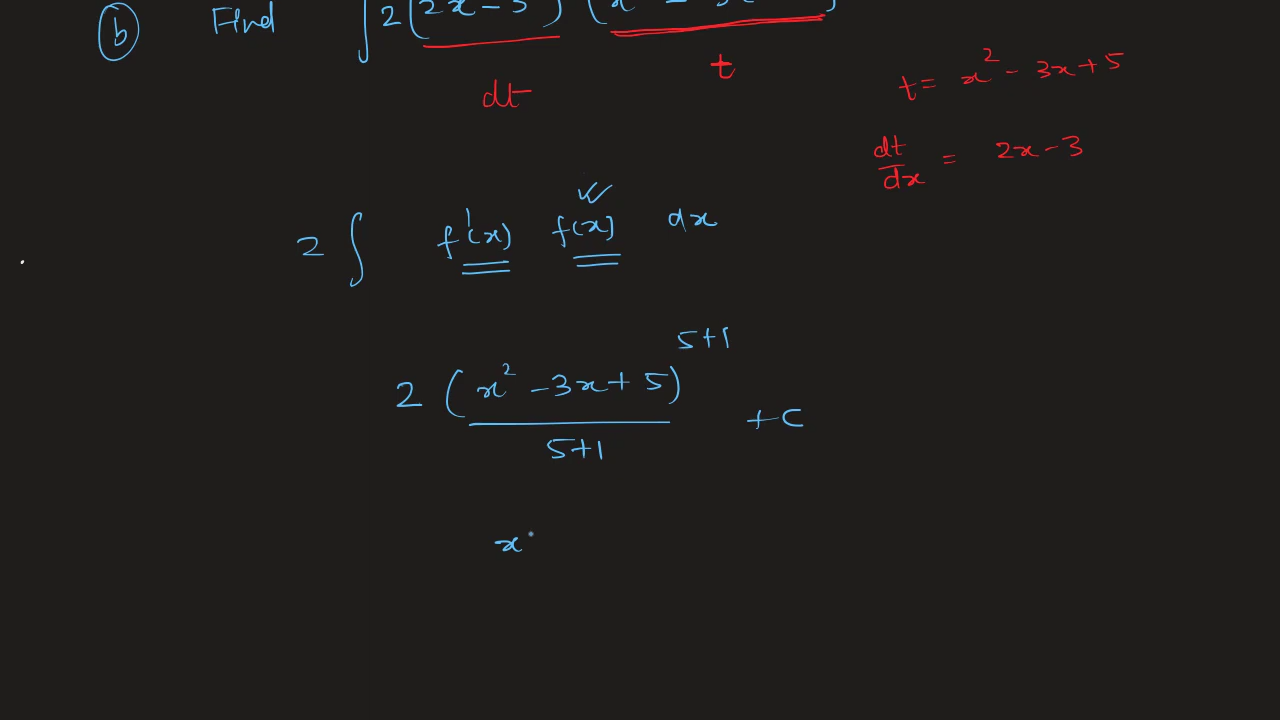 (b) Find ∫ 2(2x-3) (x
dt
t
t = x² - 3x + 5
dt/dx = 2x - 3
2 ∫ f'(x) f(x) dx
2 (x² - 3x + 5)^(5+1) / (5+1) + c
x